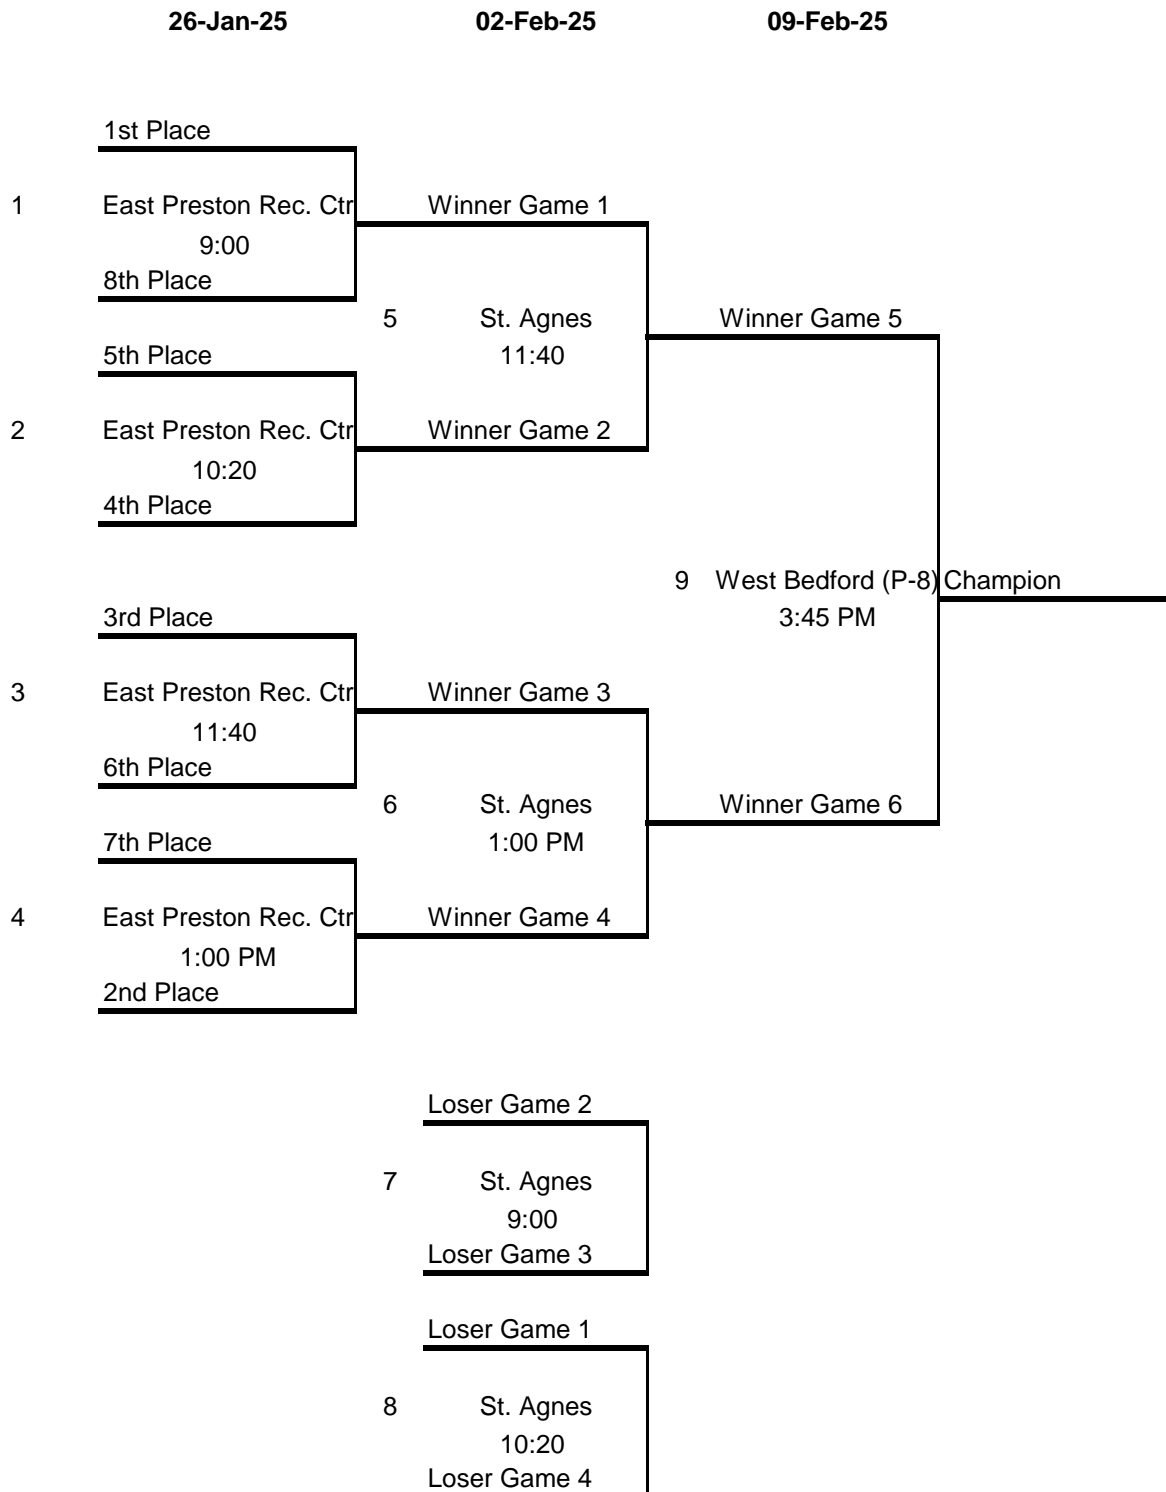 26-Jan-25 02-Feb-25 09-Feb-25
1st Place
1 East Preston Rec. Ctr Winner Game 1
9:00
8th Place
5 St. Agnes Winner Game 5
5th Place 11:40
2 East Preston Rec. Ctr Winner Game 2
10:20
4th Place
9 West Bedford (P-8) Champion
3rd Place 3:45 PM
3 East Preston Rec. Ctr Winner Game 3
11:40
6th Place
6 St. Agnes Winner Game 6
7th Place 1:00 PM
4 East Preston Rec. Ctr Winner Game 4
1:00 PM
2nd Place
Loser Game 2
7 St. Agnes
9:00
Loser Game 3
Loser Game 1
8 St. Agnes
10:20
Loser Game 4